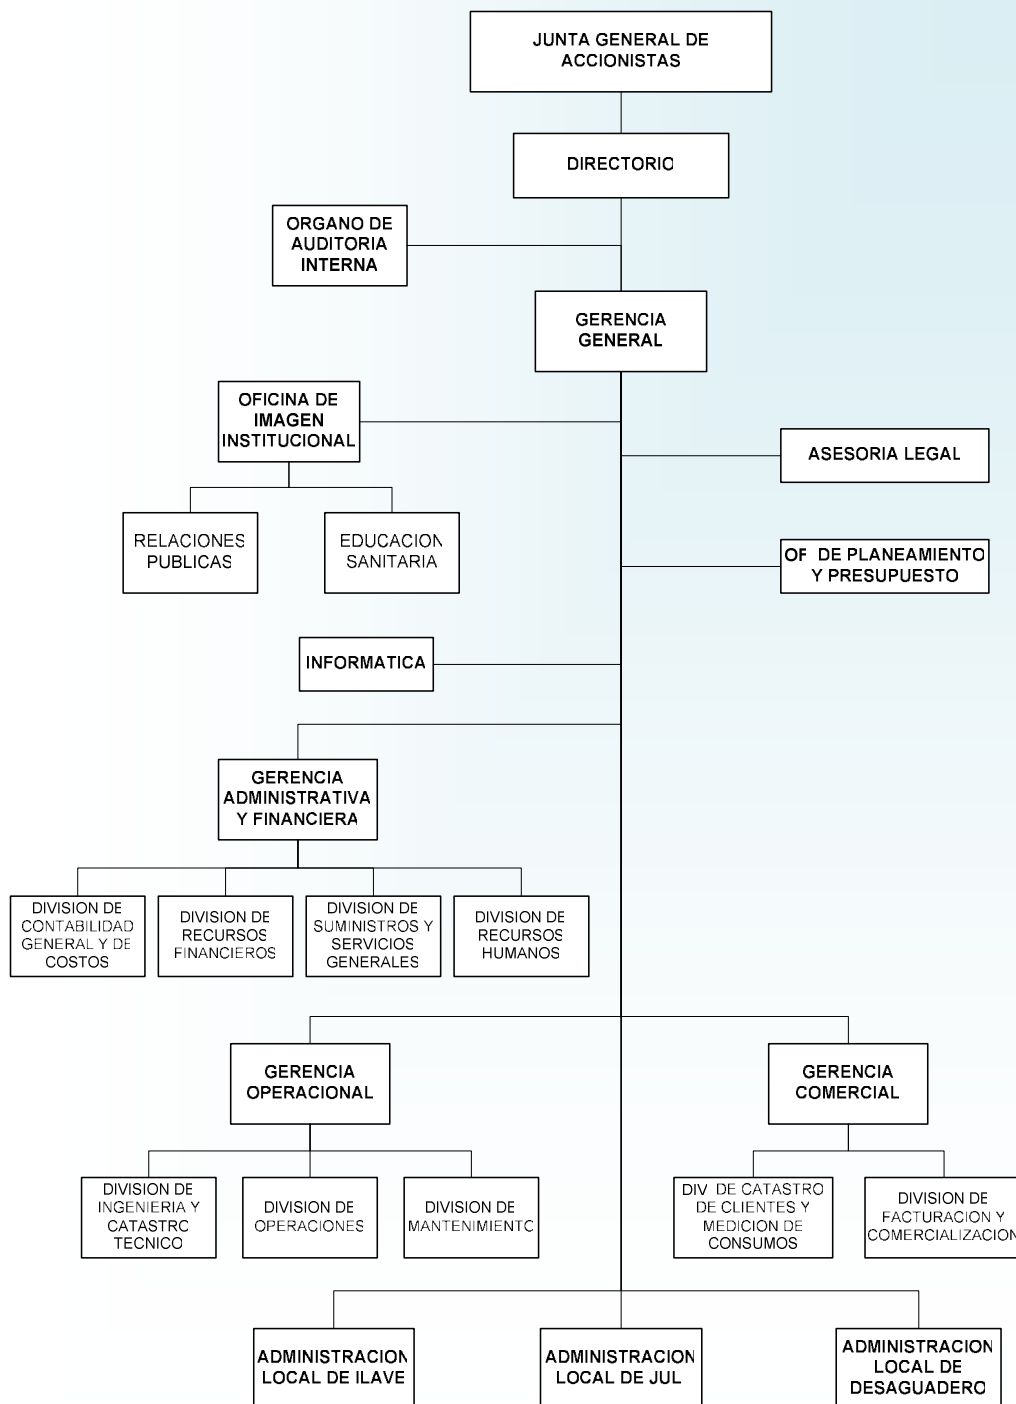 JUNTA GENERAL DE
ACCIONISTAS
DIRECTORIO
ORGANO DE
AUDITORIA
INTERNA
GERENCIA
GENERAL
OFICINA DE
IMAGEN
INSTITUCIONAL
ASESORIA LEGAL
RELACIONES
PUBLICAS
EDUCACION
SANITARIA
OF DE PLANEAMIENTO
Y PRESUPUESTO
INFORMATICA
GERENCIA
ADMINISTRATIVA
Y FINANCIERA
DIVISION DE
CONTABILIDAD
GENERAL Y DE
COSTOS
DIVISION DE
RECURSOS
FINANCIEROS
DIVISION DE
SUMINISTROS Y
SERVICIOS
GENERALES
DIVISION DE
RECURSOS
HUMANOS
GERENCIA
OPERACIONAL
GERENCIA
COMERCIAL
DIVISION DE
INGENIERIA Y
CATASTRO
TECNICO
DIVISION DE
OPERACIONES
DIVISION DE
MANTENIMIENTO
DIV DE CATASTRO
DE CLIENTES Y
MEDICION DE
CONSUMOS
DIVISION DE
FACTURACION Y
COMERCIALIZACION
ADMINISTRACION
LOCAL DE ILAVE
ADMINISTRACION
LOCAL DE JUL
ADMINISTRACION
LOCAL DE
DESAGUADERO